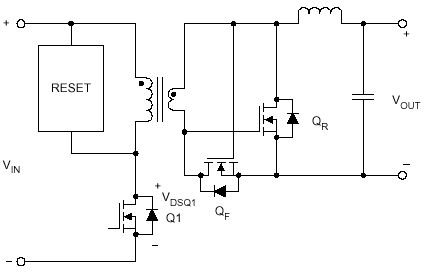 + +
RESET
V_OUT
Q_R
V_IN
+ V_DSQ1
Q1
Q_F
–
–
–